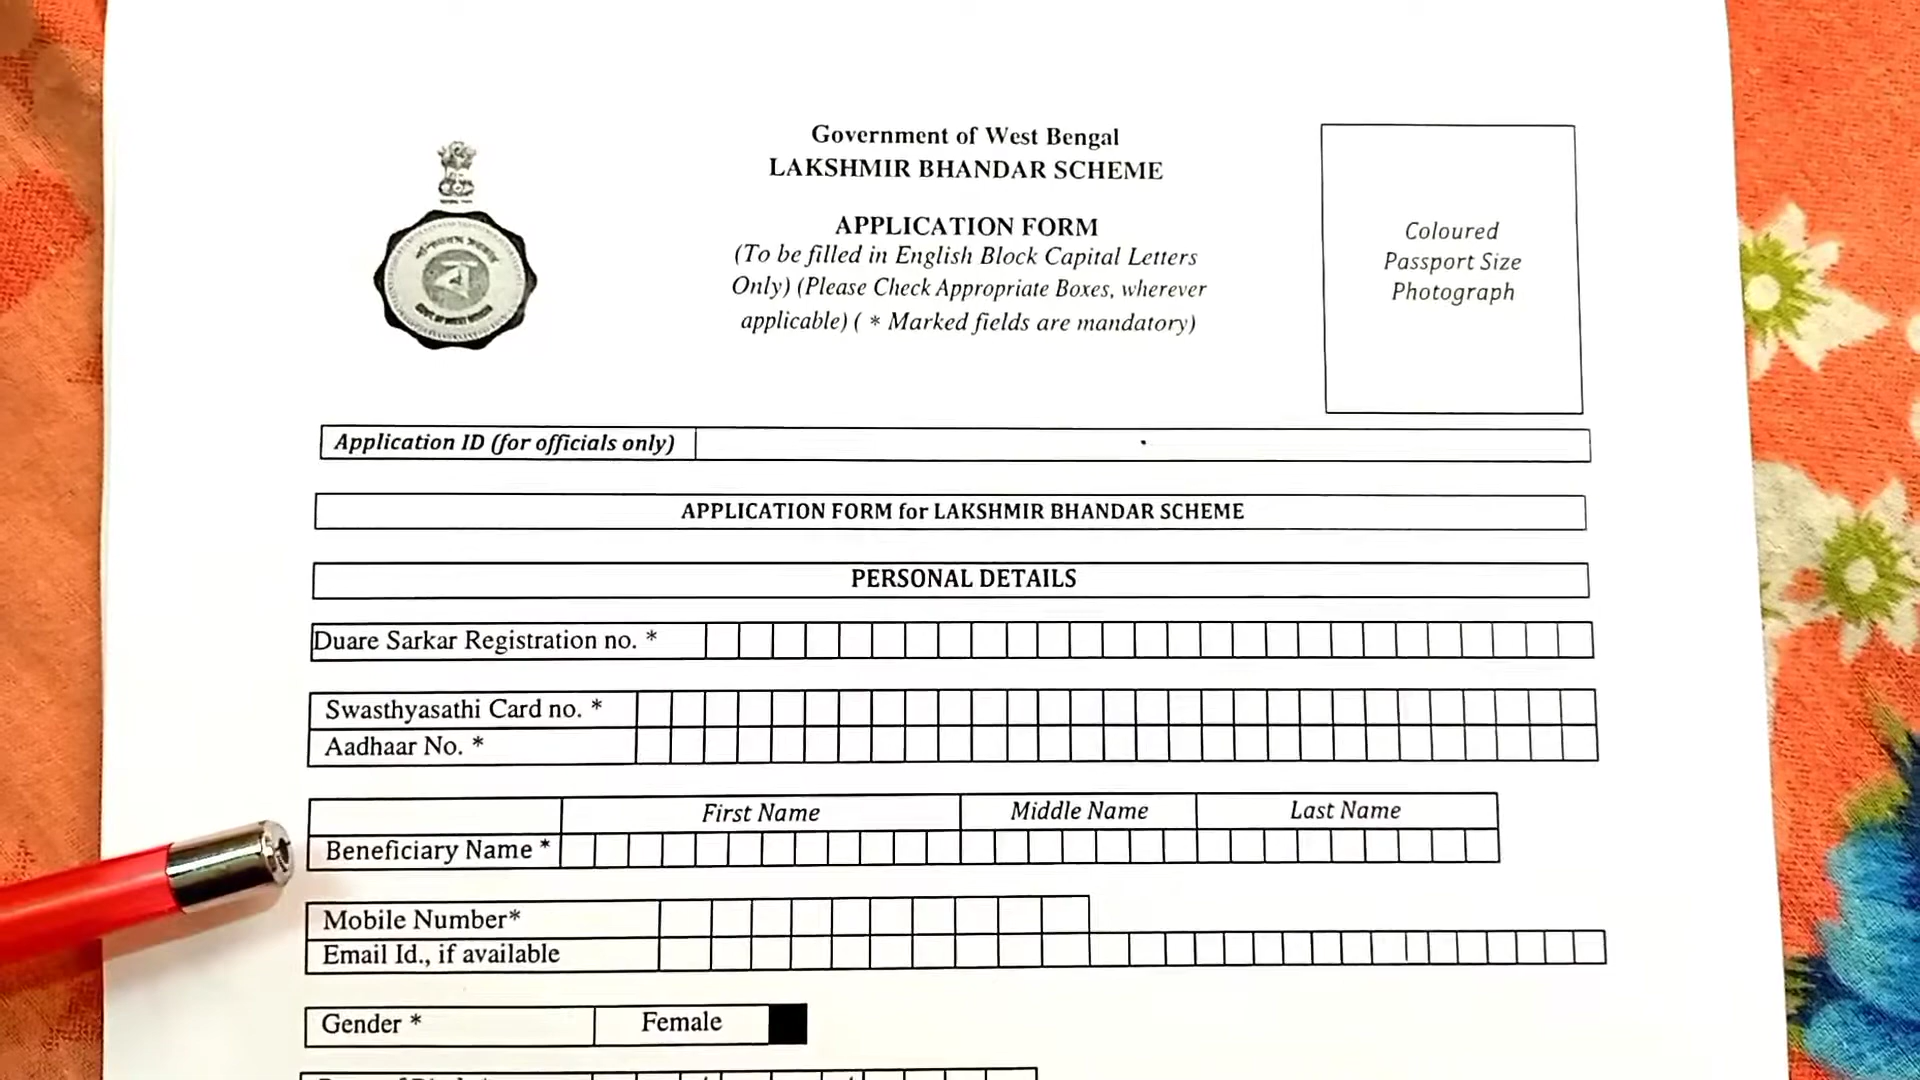 Government of West Bengal
LAKSHMIR BHANDAR SCHEME
APPLICATION FORM
(To be filled in English Block Capital Letters
Only) (Please Check Appropriate Boxes, wherever
applicable) ( * Marked fields are mandatory)
Coloured
Passport Size
Photograph
Application ID (for officials only)
APPLICATION FORM for LAKSHMIR BHANDAR SCHEME
PERSONAL DETAILS
Duare Sarkar Registration no. *
Swasthyasathi Card no. *
Aadhaar No. *
First Name Middle Name Last Name
Beneficiary Name *
Mobile Number*
Email Id., if available
Gender * Female